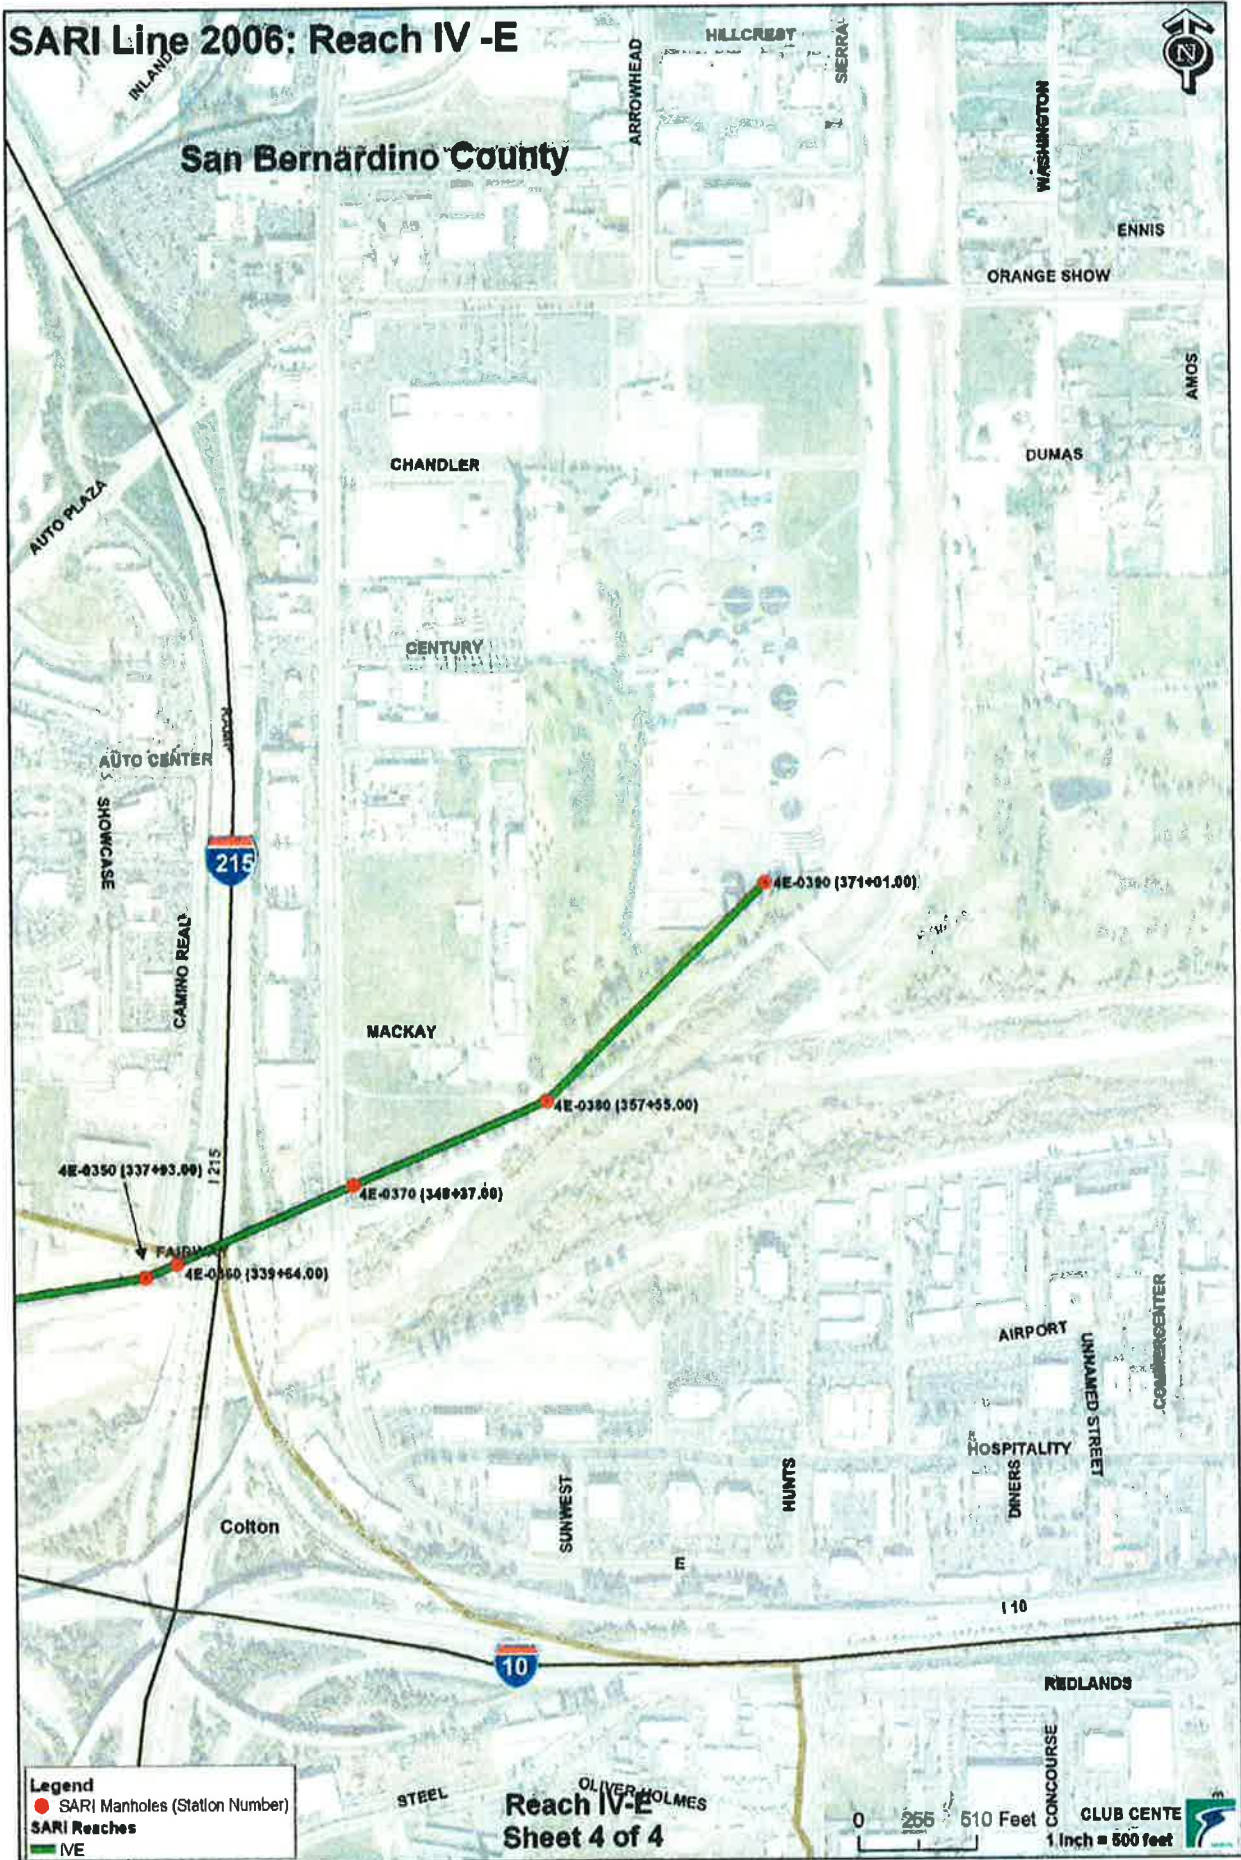 SARI Line 2006: Reach IV -E
HILLCREST
SIERRA
INLAND
ARROWHEAD
WASHINGTON
San Bernardino County
ENNIS
ORANGE SHOW
AMOS
CHANDLER
DUMAS
AUTO PLAZA
CENTURY
RAMP
AUTO CENTER
SHOWCASE
215
4E-0390 (371+01.00)
CAMINO REAL
MACKAY
4E-0380 (357+55.00)
4E-0350 (337+93.00)
I 215
4E-0370 (348+37.00)
FAIRWAY
4E-0360 (339+64.00)
AIRPORT
UNNAMED STREET
COMMERCENTER
HOSPITALITY
SUNWEST
HUNTS
DINERS
Colton
E
I 10
10
REDLANDS
CONCOURSE
Legend
SARI Manholes (Station Number)
SARI Reaches
IVE
STEEL
OLIVER HOLMES
Reach IV-E
Sheet 4 of 4
0 255 510 Feet
CLUB CENTE
1 inch = 500 feet